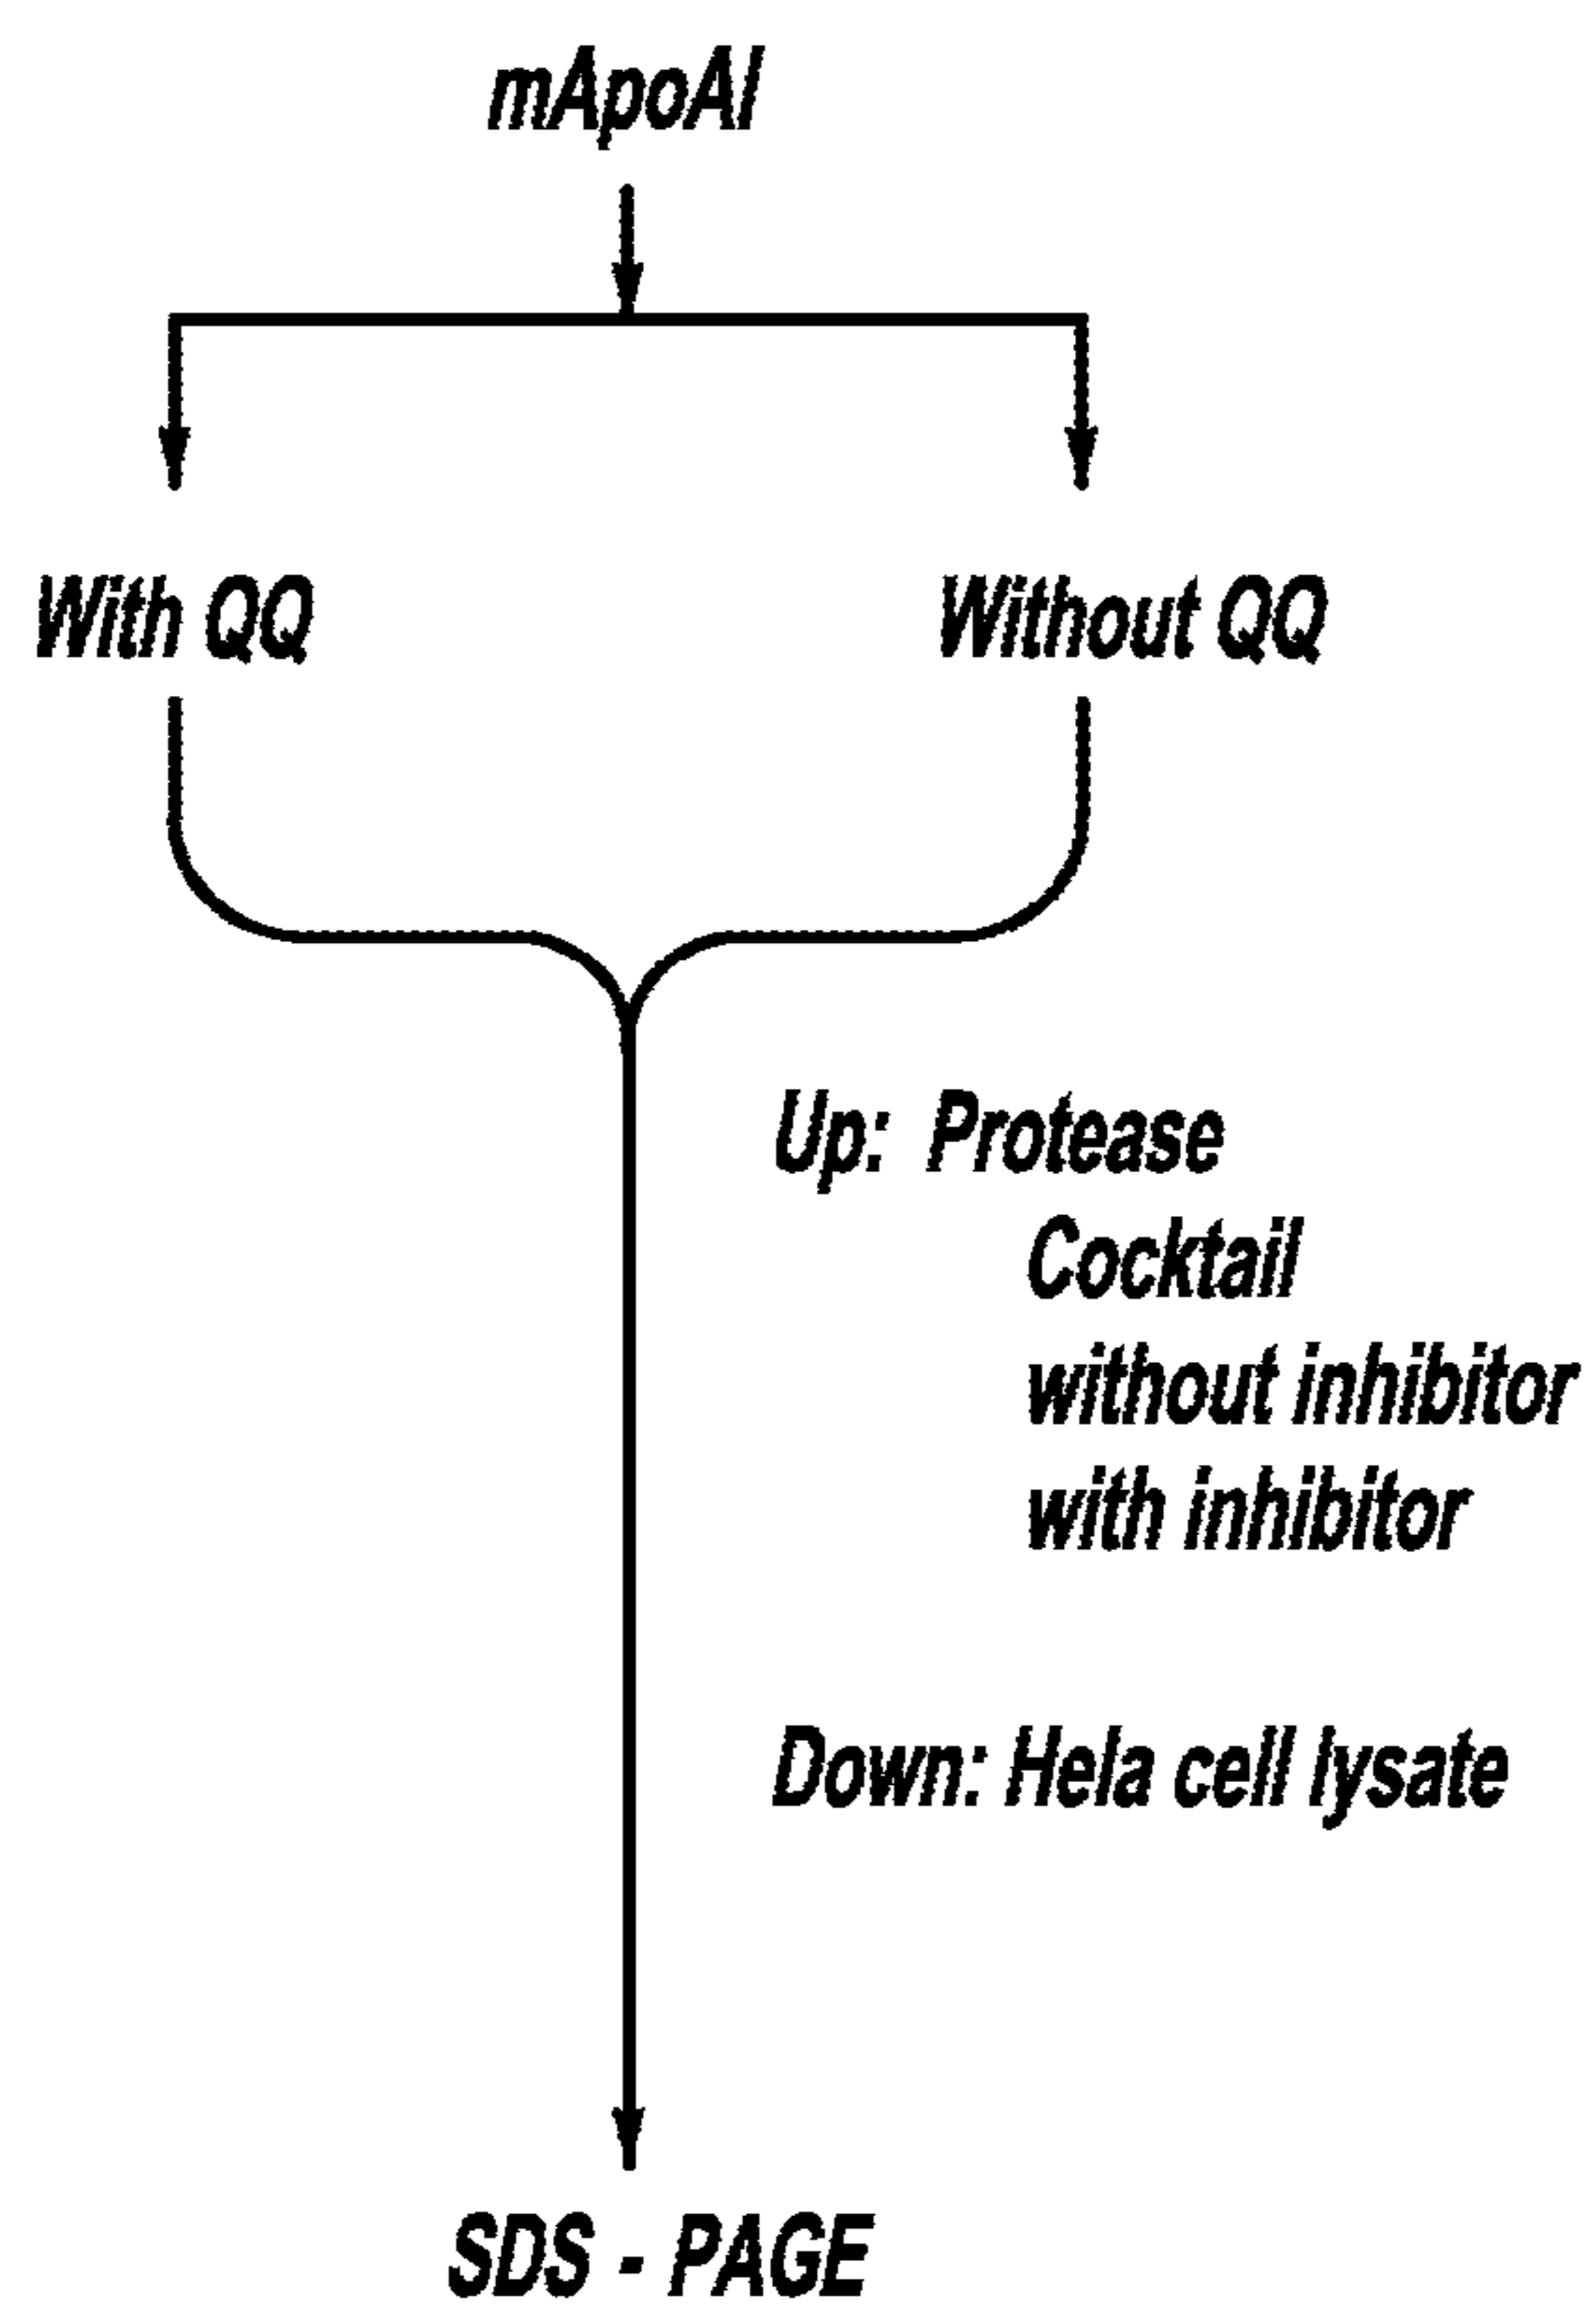 mApoAI
With QQ Without QQ
Up: Protease
Cocktail
without inhibitor
with inhibitor
Down: Hela cell lysate
SDS - PAGE